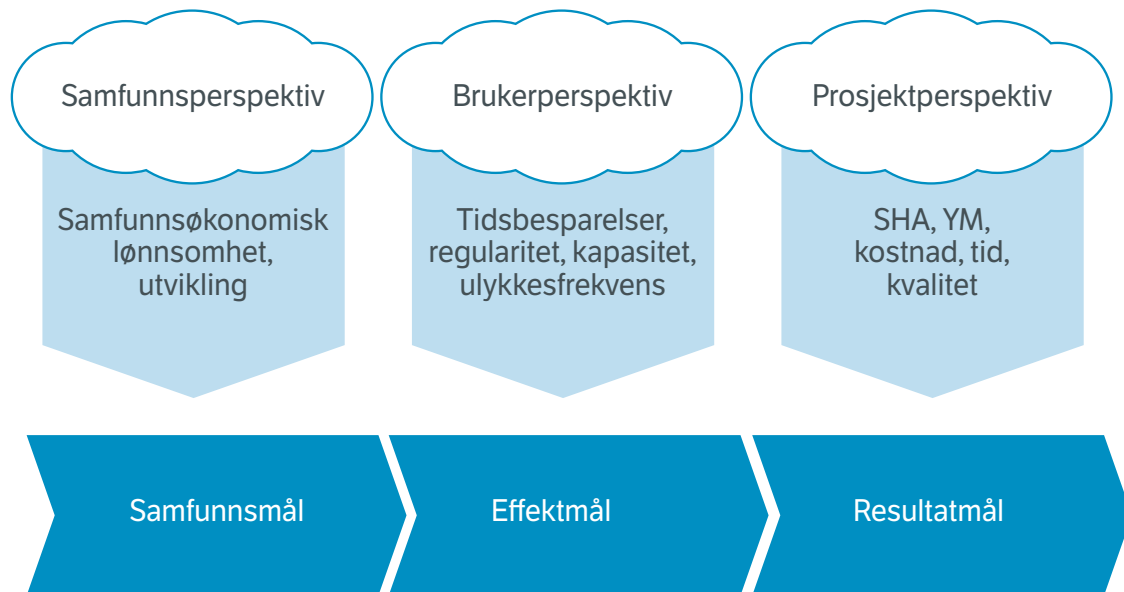 Samfunnsperspektiv
Samfunnsøkonomisk
lønnsomhet,
utvikling
Brukerperspektiv
Tidsbesparelser,
regularitet, kapasitet,
ulykkesfrekvens
Prosjektperspektiv
SHA, YM,
kostnad, tid,
kvalitet
Samfunnsmål
Effektmål
Resultatmål